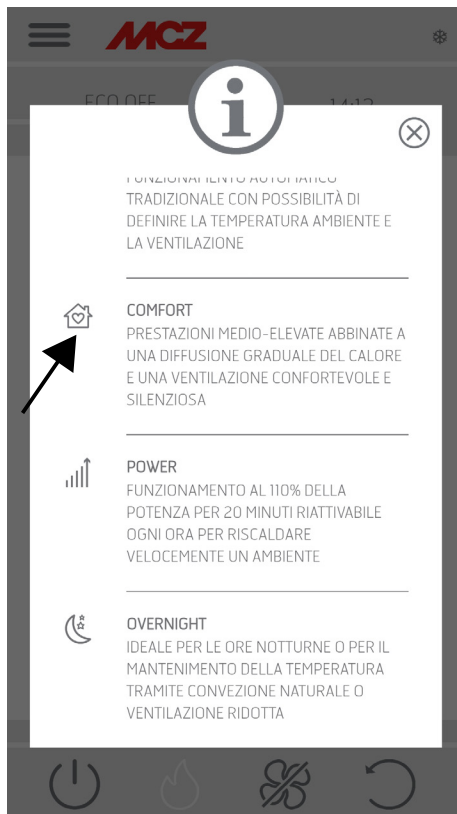 MCZ
ECO OFF 14:13
i
FUNZIONAMENTO AUTOMATICO
TRADIZIONALE CON POSSIBILITÀ DI
DEFINIRE LA TEMPERATURA AMBIENTE E
LA VENTILAZIONE
COMFORT
PRESTAZIONI MEDIO-ELEVATE ABBINATE A
UNA DIFFUSIONE GRADUALE DEL CALORE
E UNA VENTILAZIONE CONFORTEVOLE E
SILENZIOSA
POWER
FUNZIONAMENTO AL 110% DELLA
POTENZA PER 20 MINUTI RIATTIVABILE
OGNI ORA PER RISCALDARE
VELOCEMENTE UN AMBIENTE
OVERNIGHT
IDEALE PER LE ORE NOTTURNE O PER IL
MANTENIMENTO DELLA TEMPERATURA
TRAMITE CONVEZIONE NATURALE O
VENTILAZIONE RIDOTTA